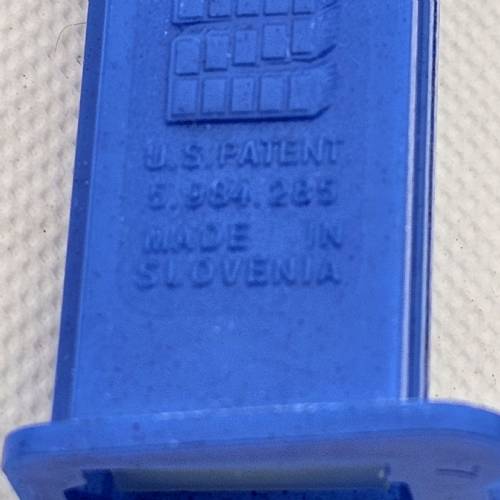 U.S.PATENT
5.984.285
MADE IN
SLOVENIA